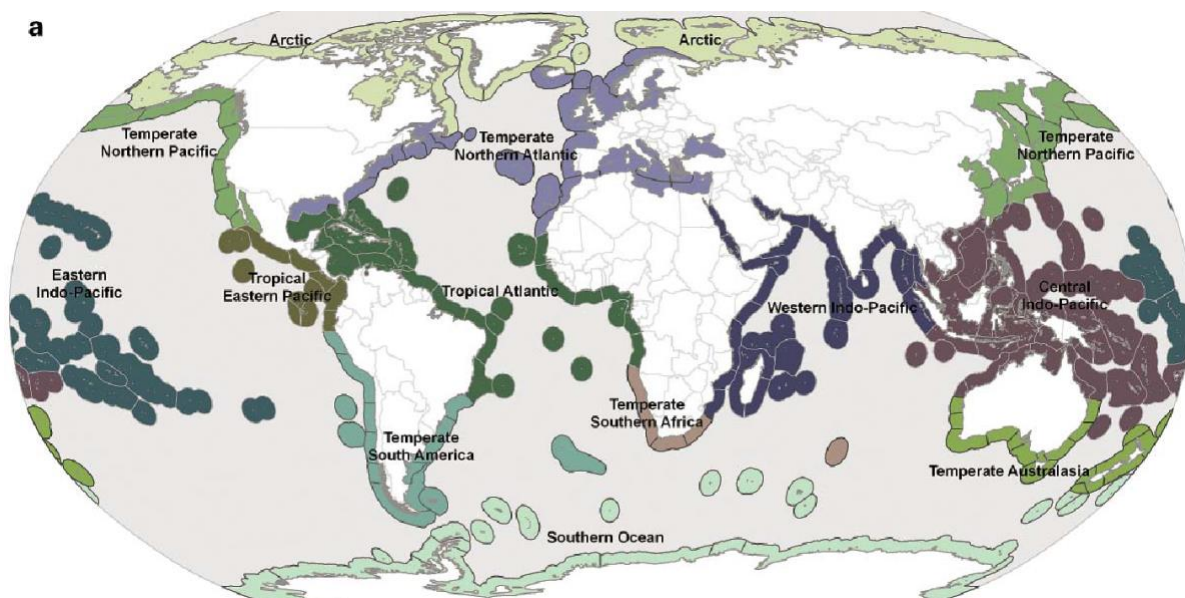 a
Arctic
Arctic
Temperate
Northern Pacific
Temperate
Northern Atlantic
Temperate
Northern Pacific
Eastern
Indo-Pacific
Tropical
Eastern Pacific
Tropical Atlantic
Western Indo-Pacific
Central
Indo-Pacific
Temperate
South America
Temperate
Southern Africa
Temperate Australasia
Southern Ocean